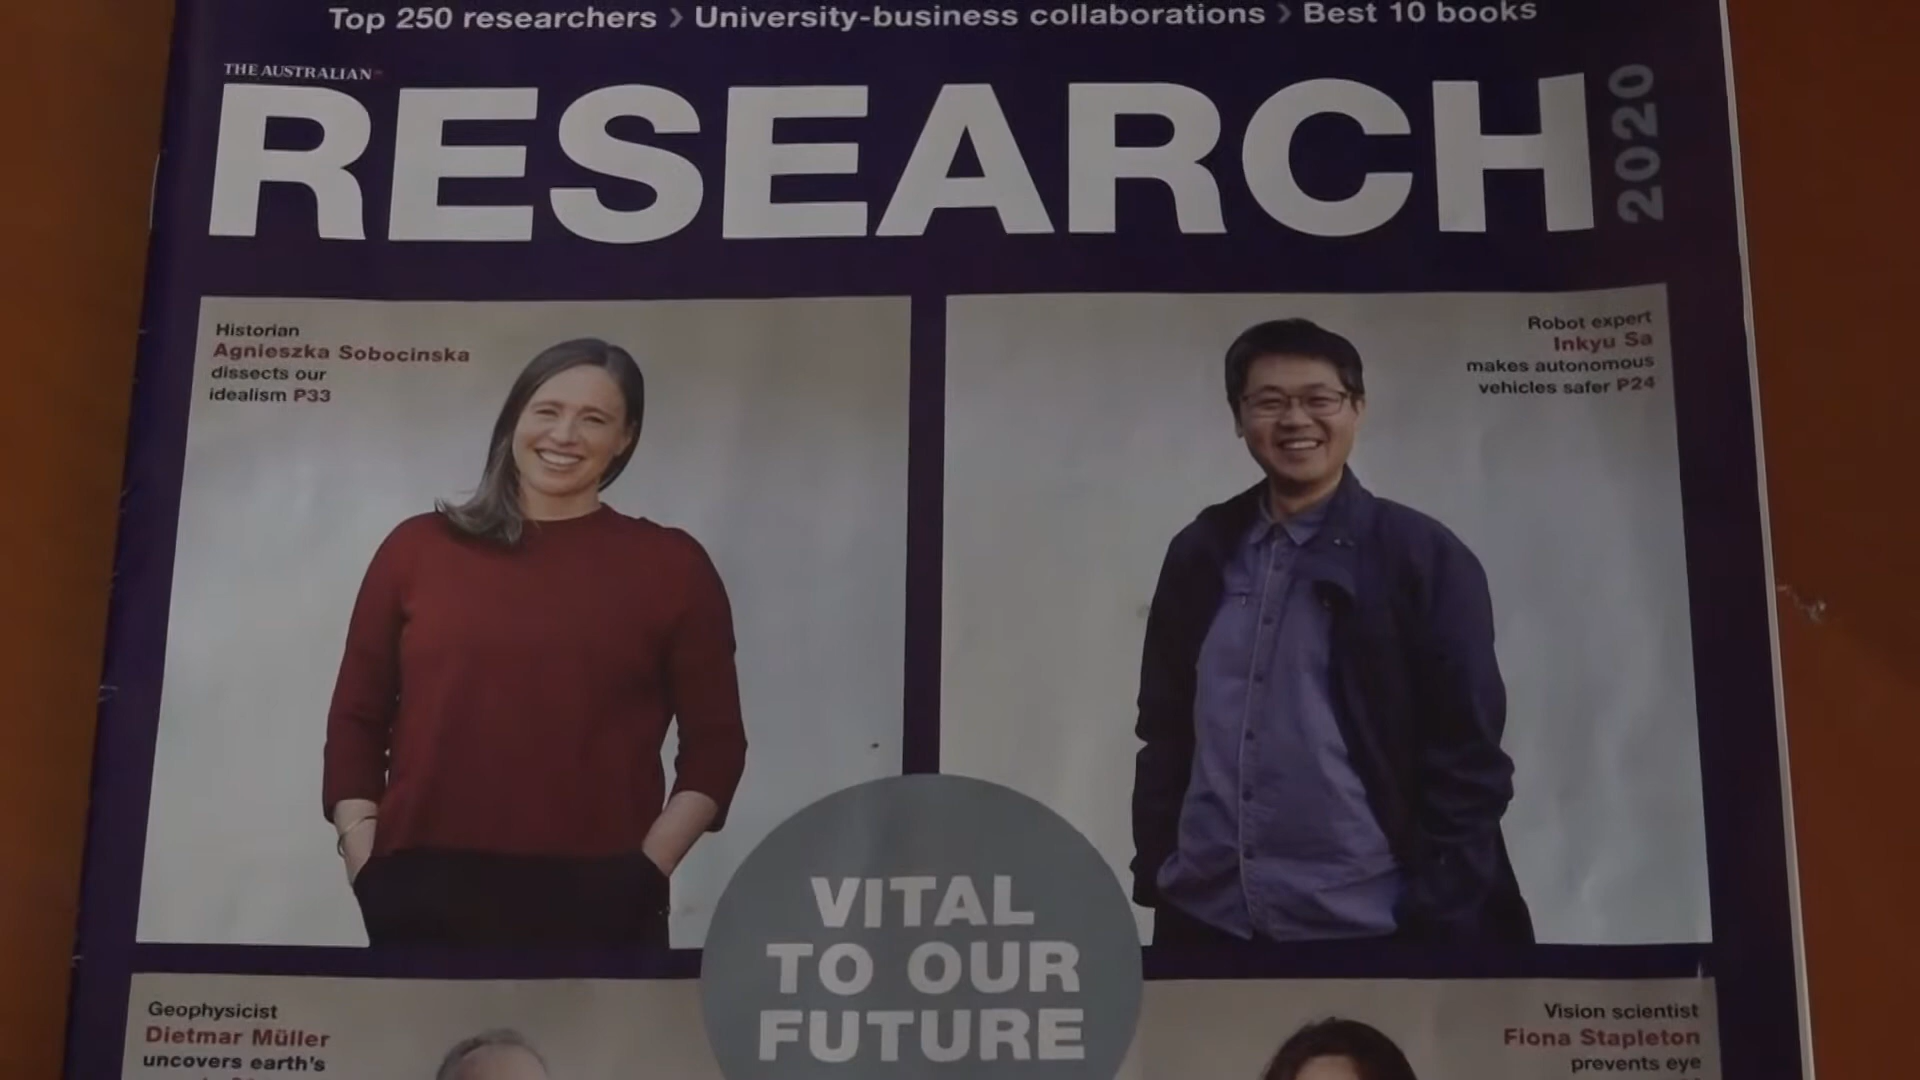 Top 250 researchers › University-business collaborations › Best 10 books
THE AUSTRALIAN
RESEARCH
2020
Historian
Agnieszka Sobocinska
dissects our
idealism P33
Robot expert
Inkyu Sa
makes autonomous
vehicles safer P24
VITAL
TO OUR
FUTURE
Geophysicist
Dietmar Müller
uncovers earth's
Vision scientist
Fiona Stapleton
prevents eye